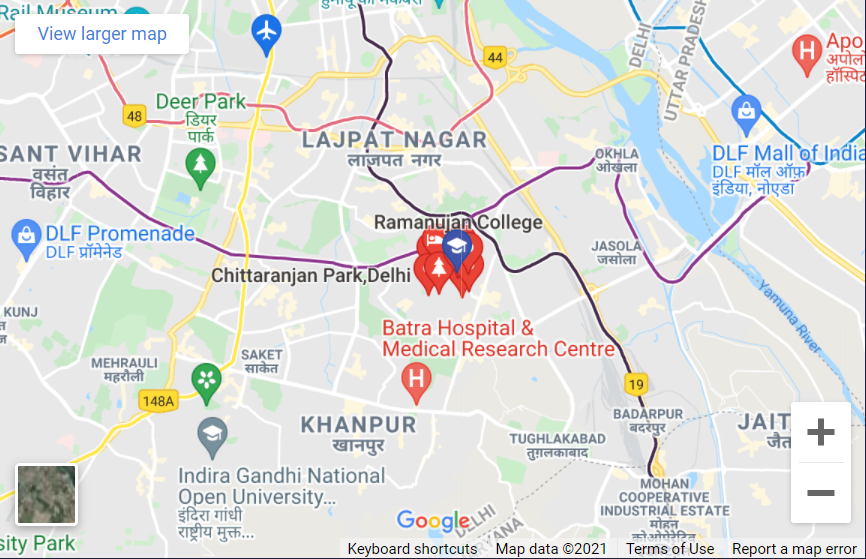 Rail Museum
हुमायूँ का मकबरा
View larger map
44
DELHI
UTTAR PRADESH
Apo
अपोल
हॉस्पिट
Deer Park
डियर
पार्क
48
LAJPAT NAGAR
लाजपत नगर
SANT VIHAR
वसंत
विहार
OKHLA
ओखला
DLF Mall of India
DLF मॉल ऑफ़
इंडिया, नोएडा
DLF Promenade
DLF प्रॉमेनेड
Ramanujan College
JASOLA
जसोला
Chittaranjan Park,Delhi
Yamuna River
KUNJ
Batra Hospital &
Medical Research Centre
MEHRAULI
महरौली
SAKET
साकेत
148A
19
KHANPUR
खानपुर
BADARPUR
बदरपुर
JAIT
जैत
TUGHLAKABAD
तुग़लकाबाद
Indira Gandhi National
Open University...
इंदिरा गांधी
राष्ट्रीय मुक्त...
MOHAN
COOPERATIVE
INDUSTRIAL ESTATE
मोहन
कोओपरेटिव
Google
DELHI
YANA
sity Park
Keyboard shortcuts Map data ©2021 Terms of Use Report a map error